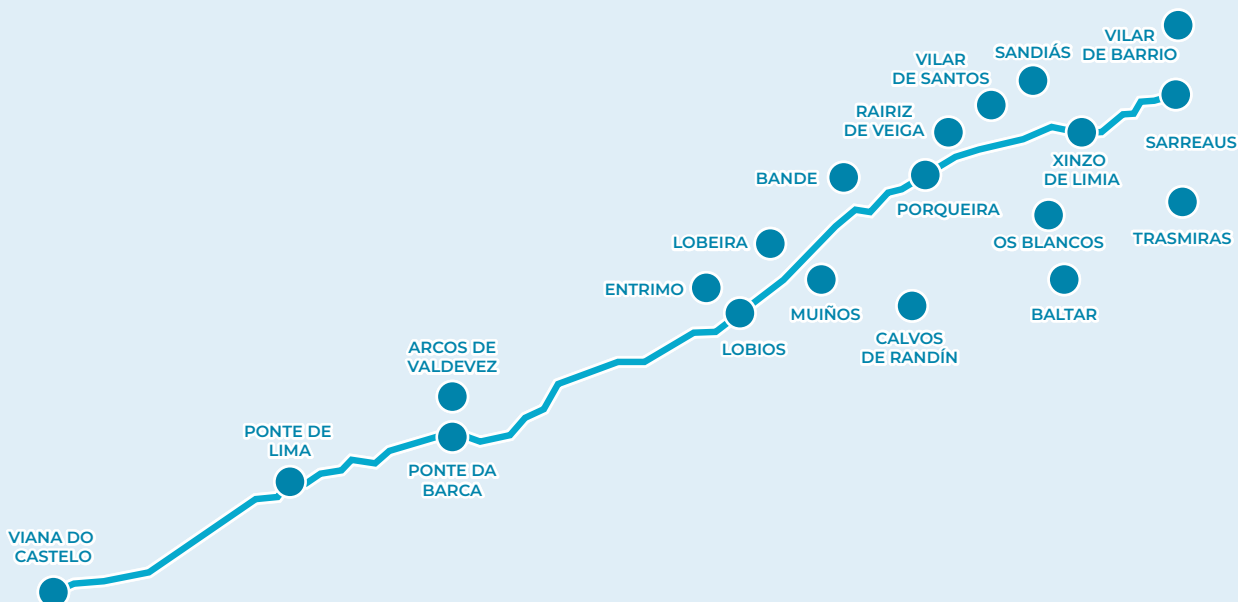 VILAR
DE BARRIO
SANDIÁS
VILAR
DE SANTOS
RAIRIZ
DE VEIGA
SARREAUS
XINZO
DE LIMIA
BANDE
PORQUEIRA
OS BLANCOS
TRASMIRAS
LOBEIRA
ENTRIMO
MUIÑOS
BALTAR
LOBIOS
CALVOS
DE RANDÍN
ARCOS DE
VALDEVEZ
PONTE DE
LIMA
PONTE DA
BARCA
VIANA DO
CASTELO